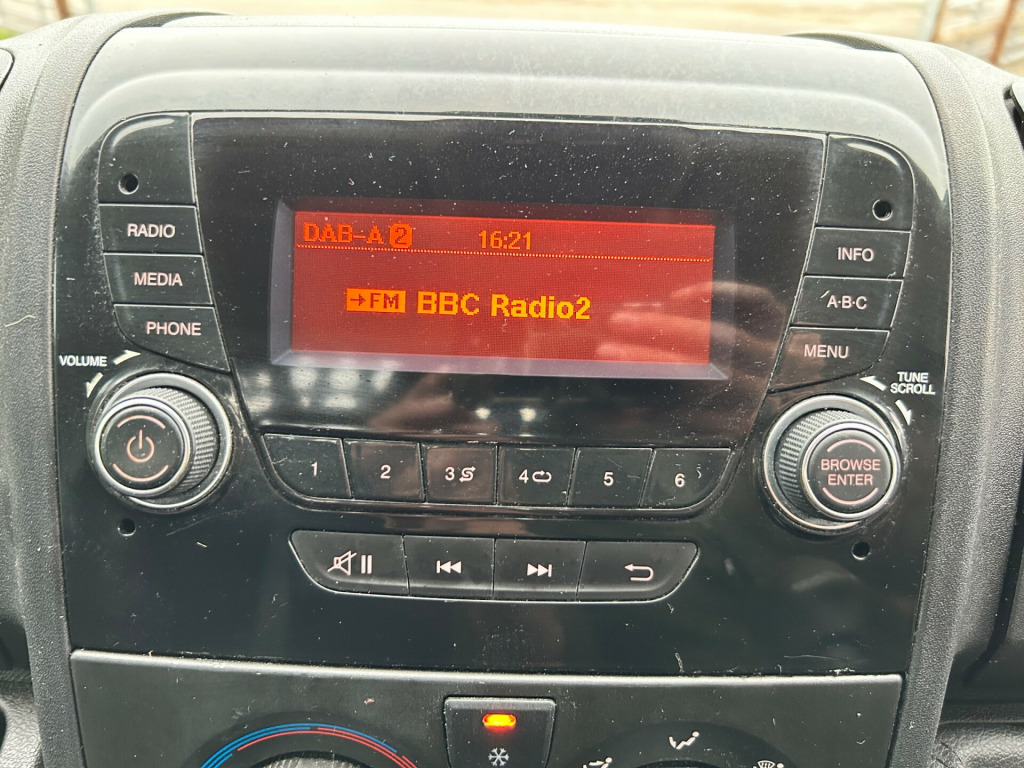 DAB-A 2 16:21
→FM BBC Radio2
RADIO
MEDIA
PHONE
INFO
A·B·C
MENU
VOLUME
TUNE
SCROLL
BROWSE
ENTER
1 2 3 4 5 6